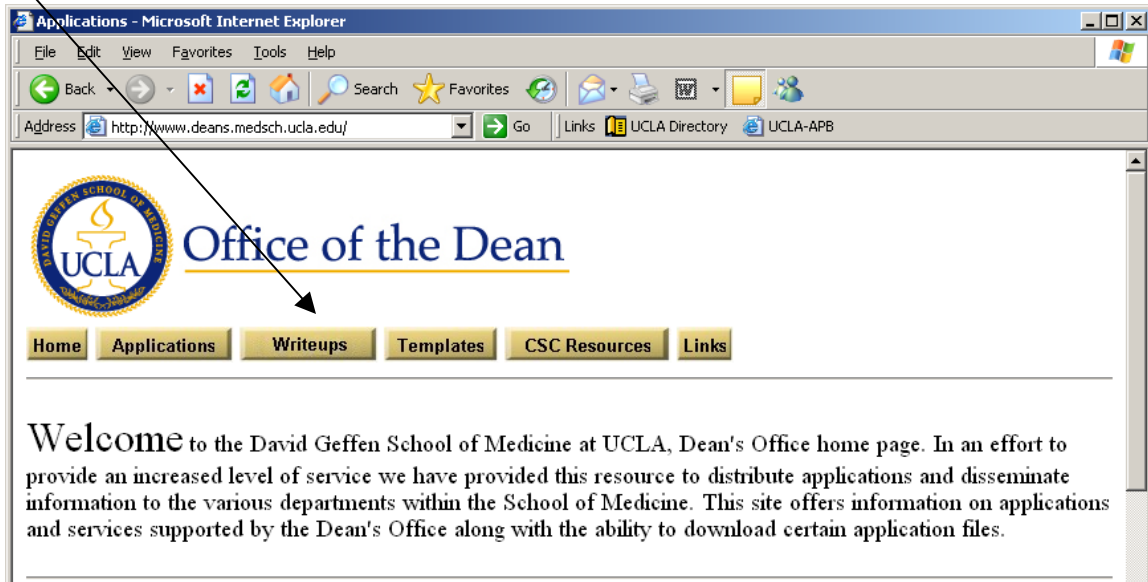 Applications - Microsoft Internet Explorer
File Edit View Favorites Tools Help
Back Search Favorites
Address http://www.deans.medsch.ucla.edu/ Go Links UCLA Directory UCLA-APB
DAVID GEFFEN SCHOOL OF MEDICINE
UCLA
Office of the Dean
Home Applications Writeups Templates CSC Resources Links
Welcome to the David Geffen School of Medicine at UCLA, Dean's Office home page. In an effort to
provide an increased level of service we have provided this resource to distribute applications and disseminate
information to the various departments within the School of Medicine. This site offers information on applications
and services supported by the Dean's Office along with the ability to download certain application files.